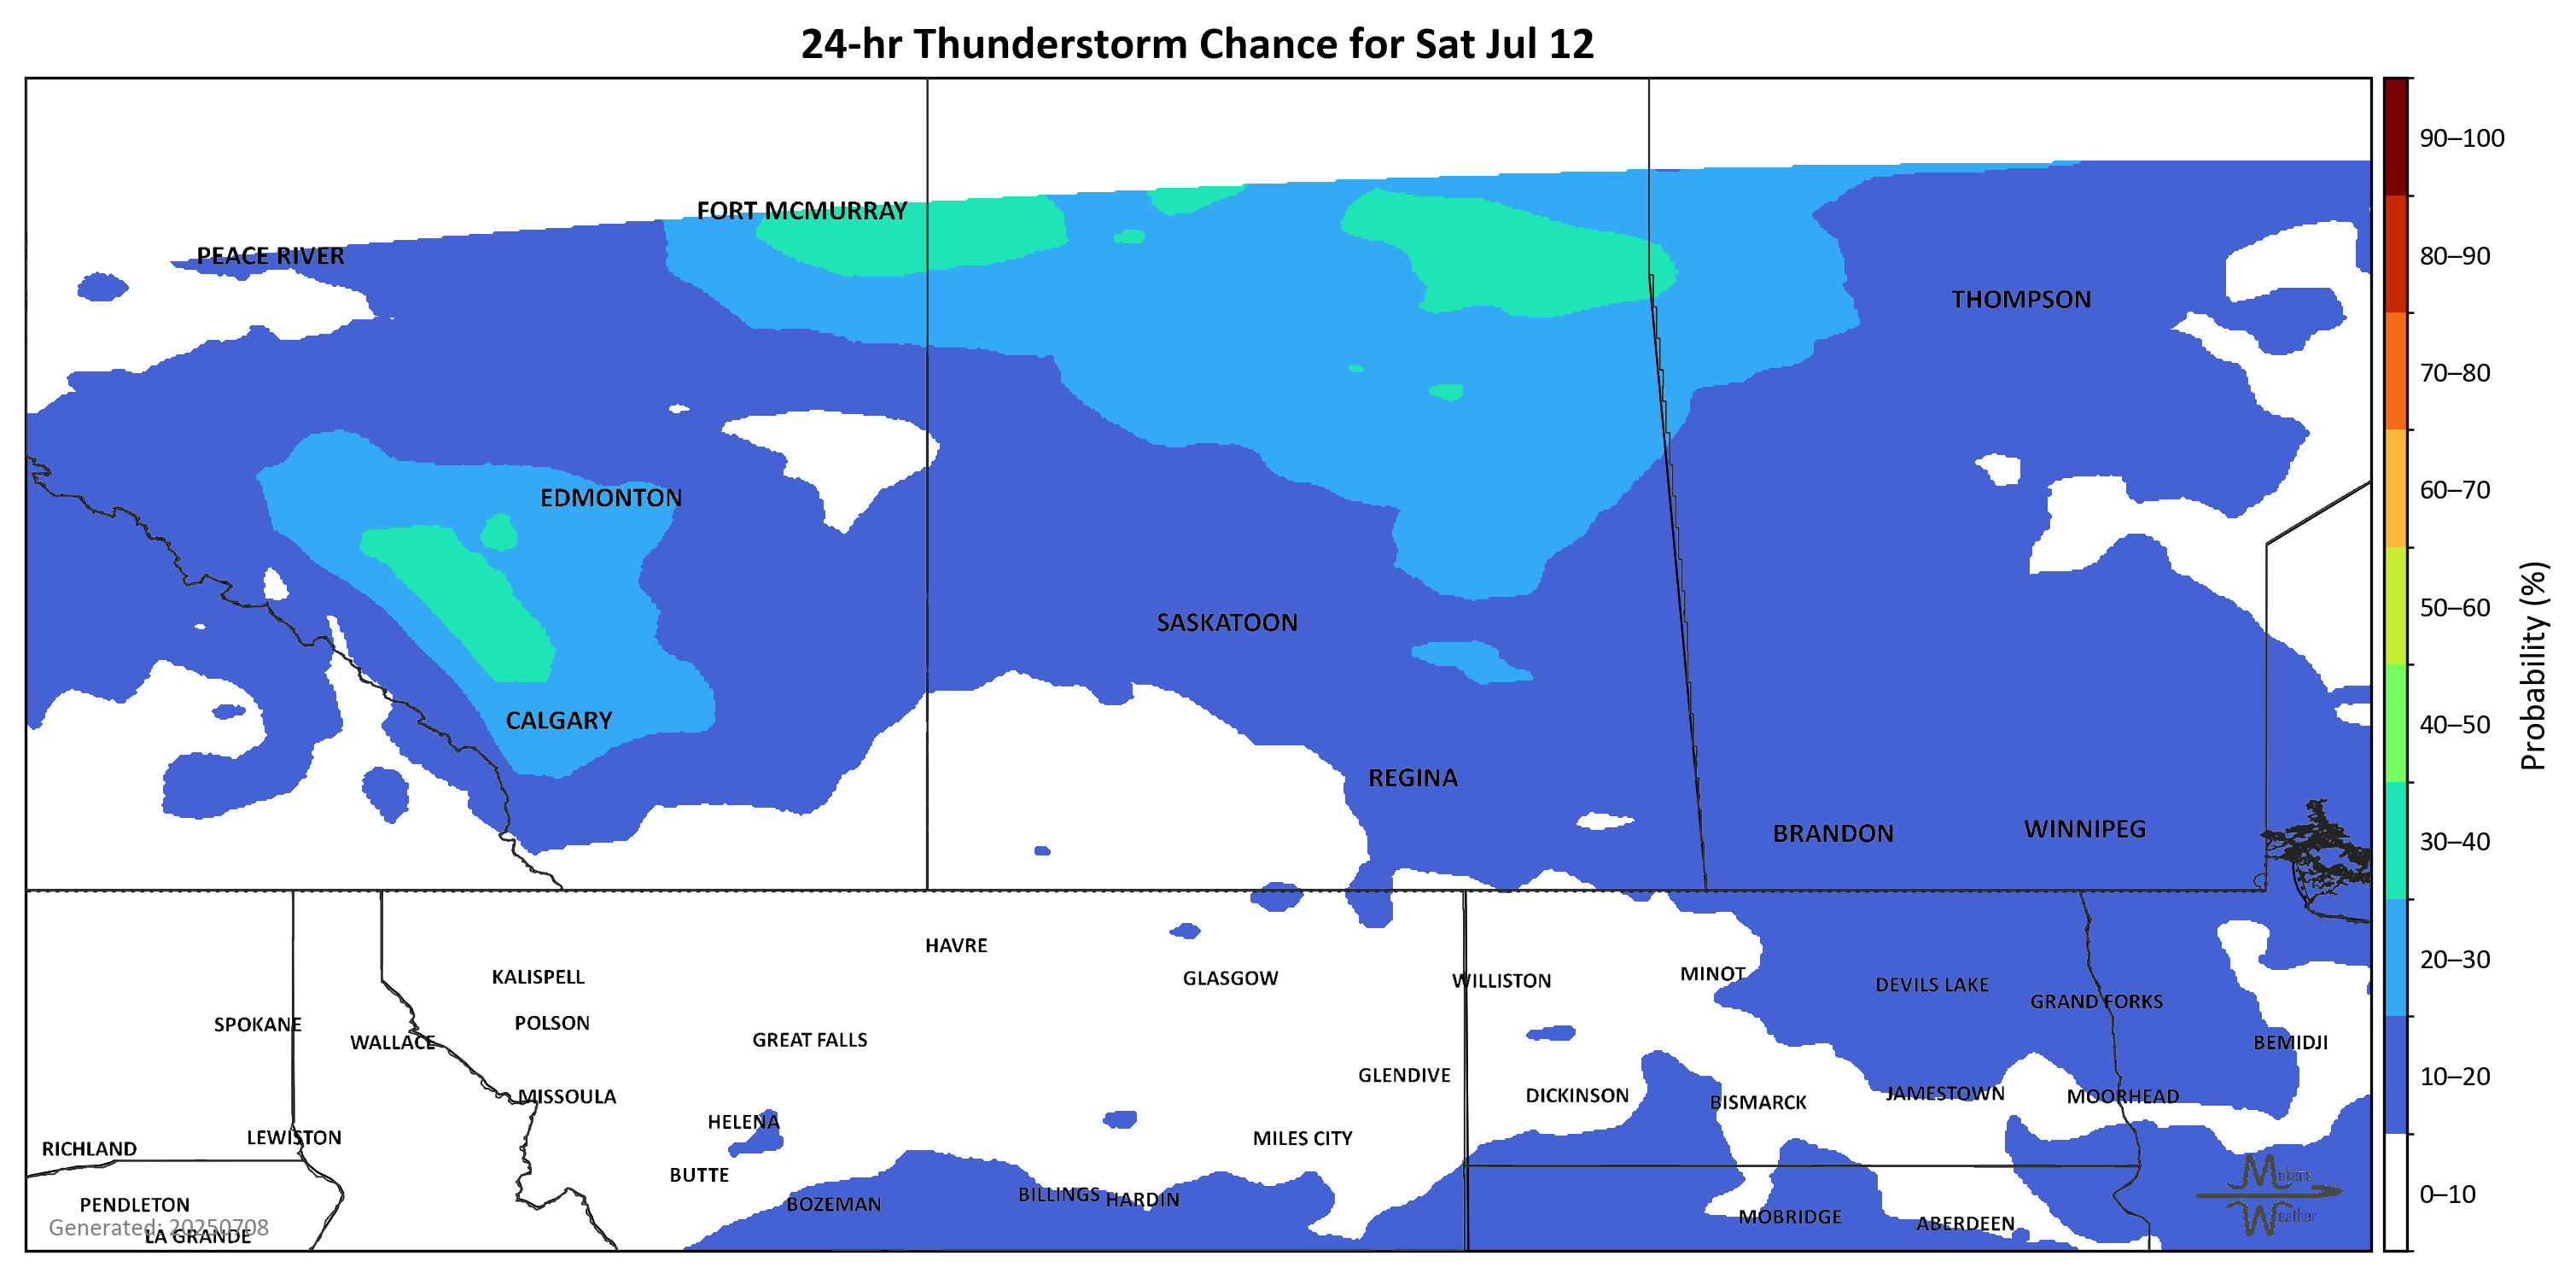 24-hr Thunderstorm Chance for Sat Jul 12
90–100
FORT MCMURRAY
PEACE RIVER
80–90
THOMPSON
70–80
60–70
EDMONTON
50–60
SASKATOON
Probability (%)
40–50
CALGARY
REGINA
30–40
BRANDON
WINNIPEG
HAVRE
20–30
KALISPELL
GLASGOW
WILLISTON
MINOT
DEVILS LAKE
GRAND FORKS
SPOKANE
POLSON
WALLACE
GREAT FALLS
BEMIDJI
GLENDIVE
10–20
MISSOULA
DICKINSON
BISMARCK
JAMESTOWN
MOORHEAD
HELENA
LEWISTON
MILES CITY
RICHLAND
BUTTE
Makens
0–10
PENDLETON
BOZEMAN
BILLINGS
HARDIN
Weather
MOBRIDGE
ABERDEEN
Generated: 20250708
LA GRANDE